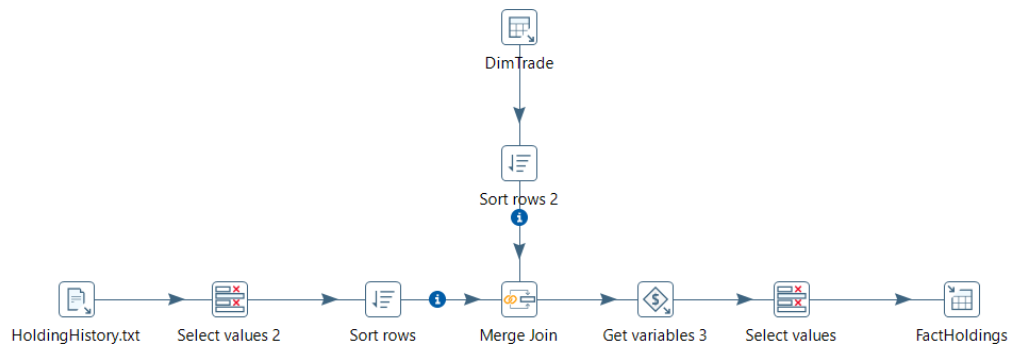 DimTrade
Sort rows 2
HoldingHistory.txt
Select values 2
Sort rows
Merge Join
Get variables 3
Select values
FactHoldings